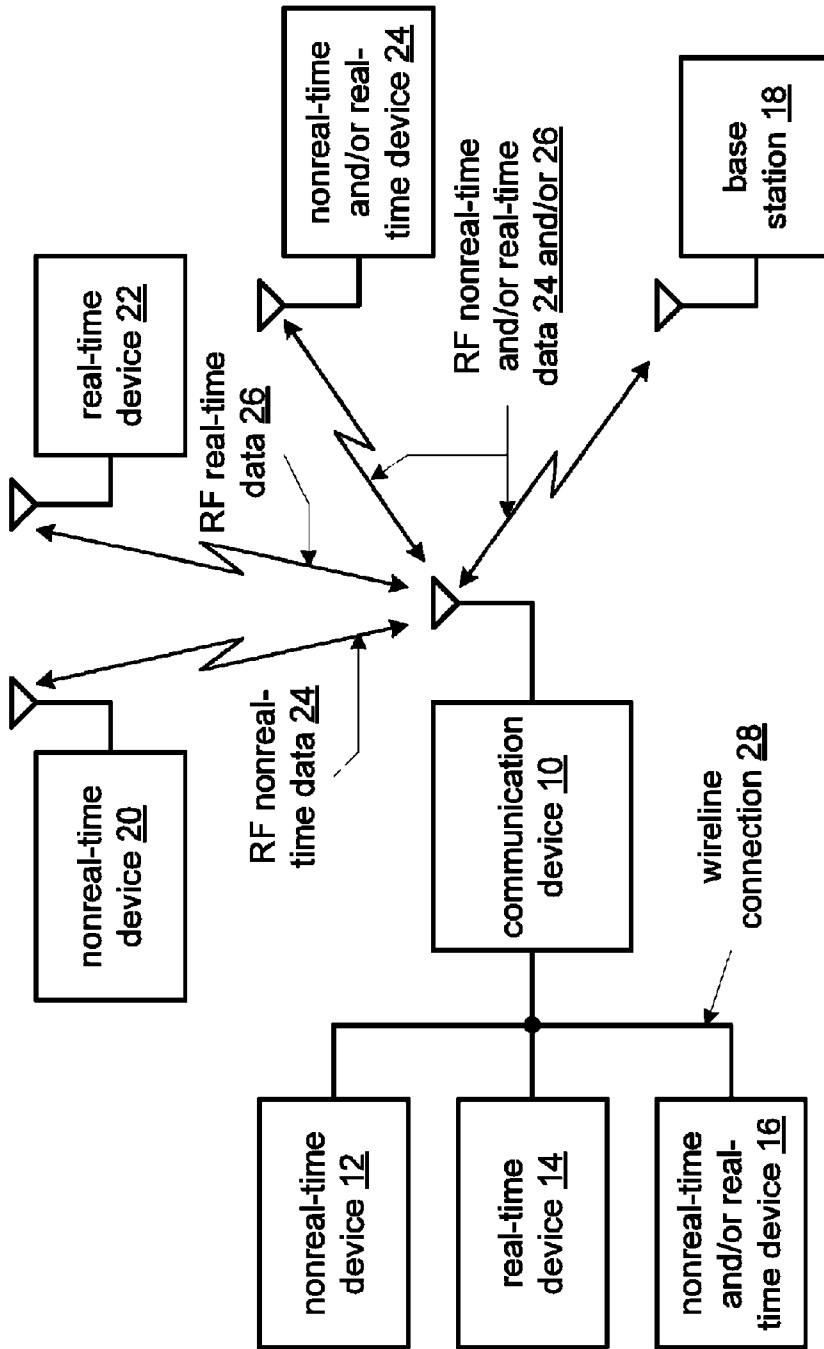 nonreal-time
device 20
real-time
device 22
nonreal-time
and/or real-
time device 24
RF nonreal-
time data 24
RF real-time
data 26
RF nonreal-time
and/or real-time
data 24 and/or 26
nonreal-time
device 12
real-time
device 14
nonreal-time
and/or real-
time device 16
communication
device 10
wireline
connection 28
base
station 18